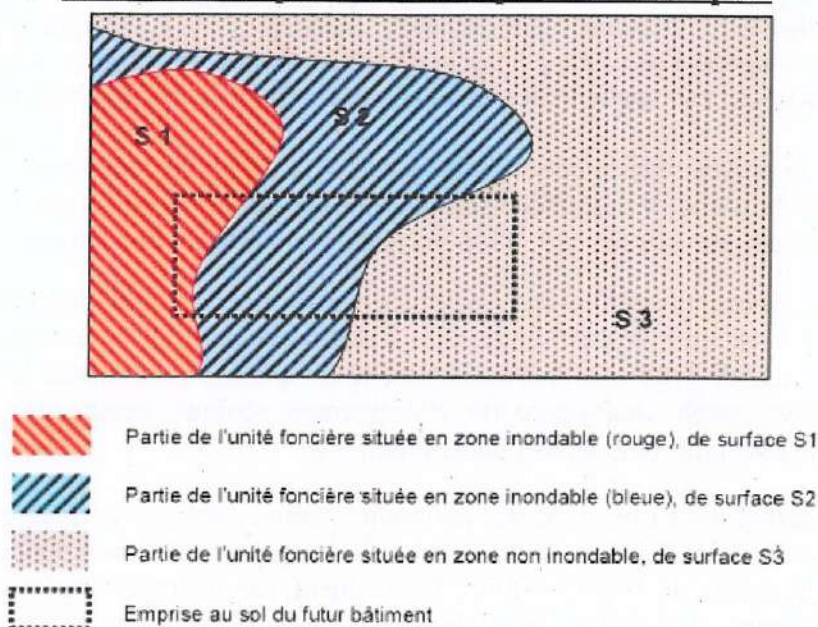 S 1
S 2
S 3
Partie de l'unité foncière située en zone inondable (rouge), de surface S1
Partie de l'unité foncière située en zone inondable (bleue), de surface S2
Partie de l'unité foncière située en zone non inondable, de surface S3
Emprise au sol du futur bâtiment